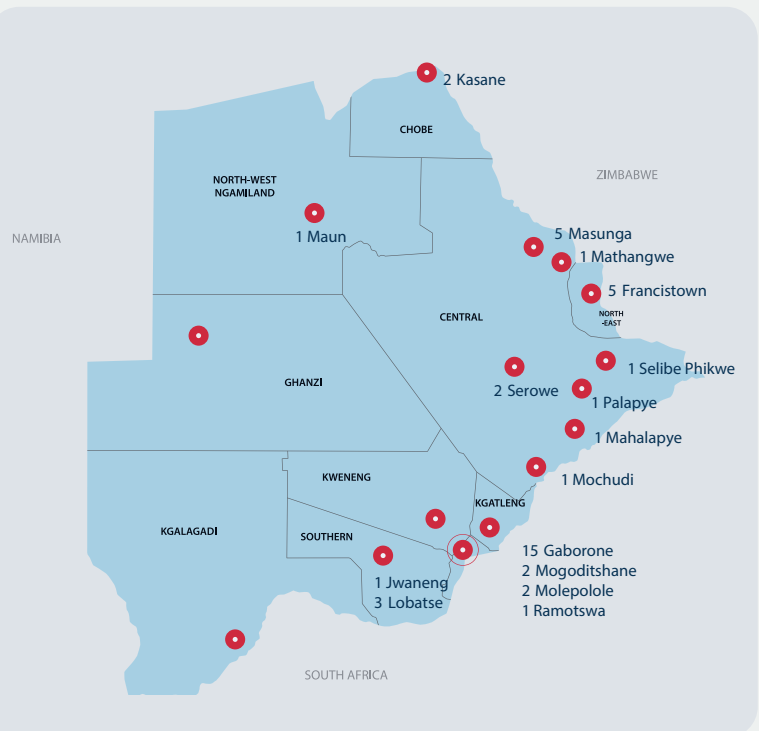 2 Kasane
CHOBE
ZIMBABWE
NORTH-WEST
NGAMILAND
NAMIBIA
1 Maun
5 Masunga
1 Mathangwe
5 Francistown
NORTH
-EAST
CENTRAL
1 Selibe Phikwe
2 Serowe
GHANZI
1 Palapye
1 Mahalapye
1 Mochudi
KWENENG
KGATLENG
KGALAGADI
SOUTHERN
15 Gaborone
2 Mogoditshane
2 Molepolole
1 Ramotswa
1 Jwaneng
3 Lobatse
SOUTH AFRICA